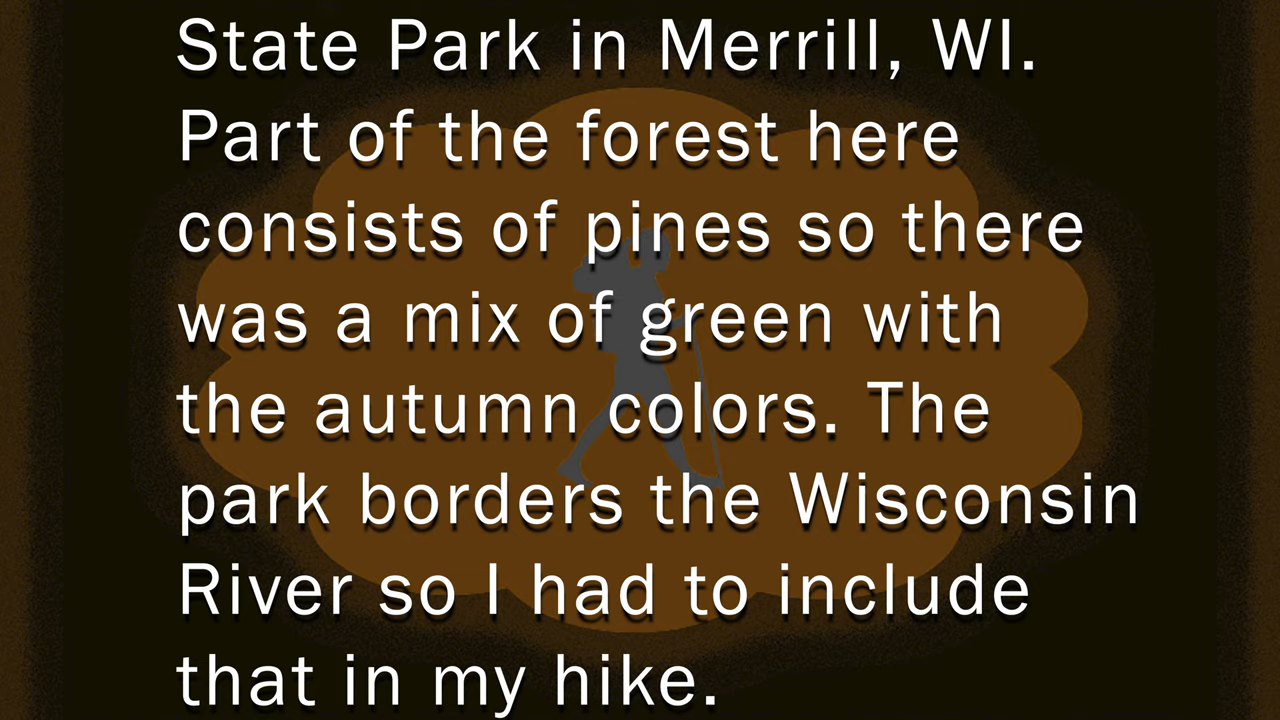 State Park in Merrill, WI.
Part of the forest here
consists of pines so there
was a mix of green with
the autumn colors. The
park borders the Wisconsin
River so I had to include
that in my hike.